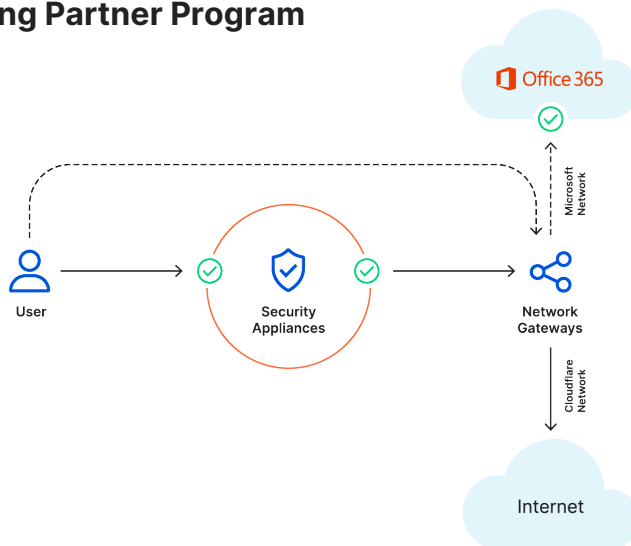 ng Partner Program
Office 365
Microsoft
Network
User
Security
Appliances
Network
Gateways
Cloudflare
Network
Internet